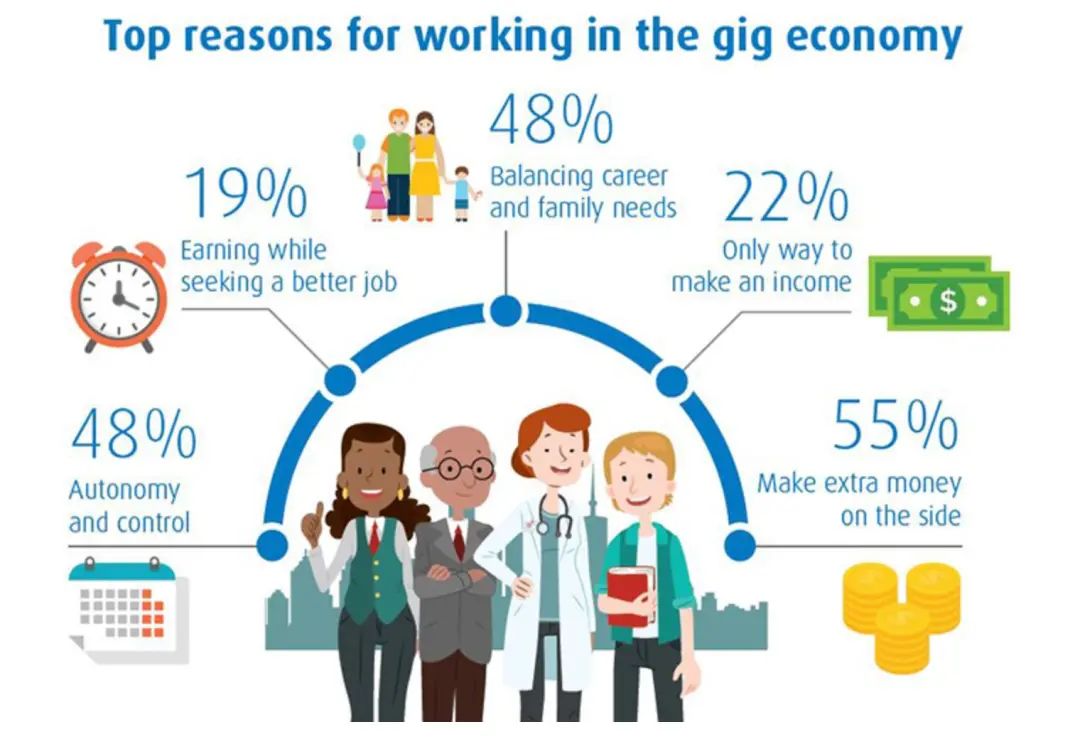 Top reasons for working in the gig economy
48%
Balancing career
and family needs
19%
Earning while
seeking a better job
22%
Only way to
make an income
$
48%
Autonomy
and control
55%
Make extra money
on the side